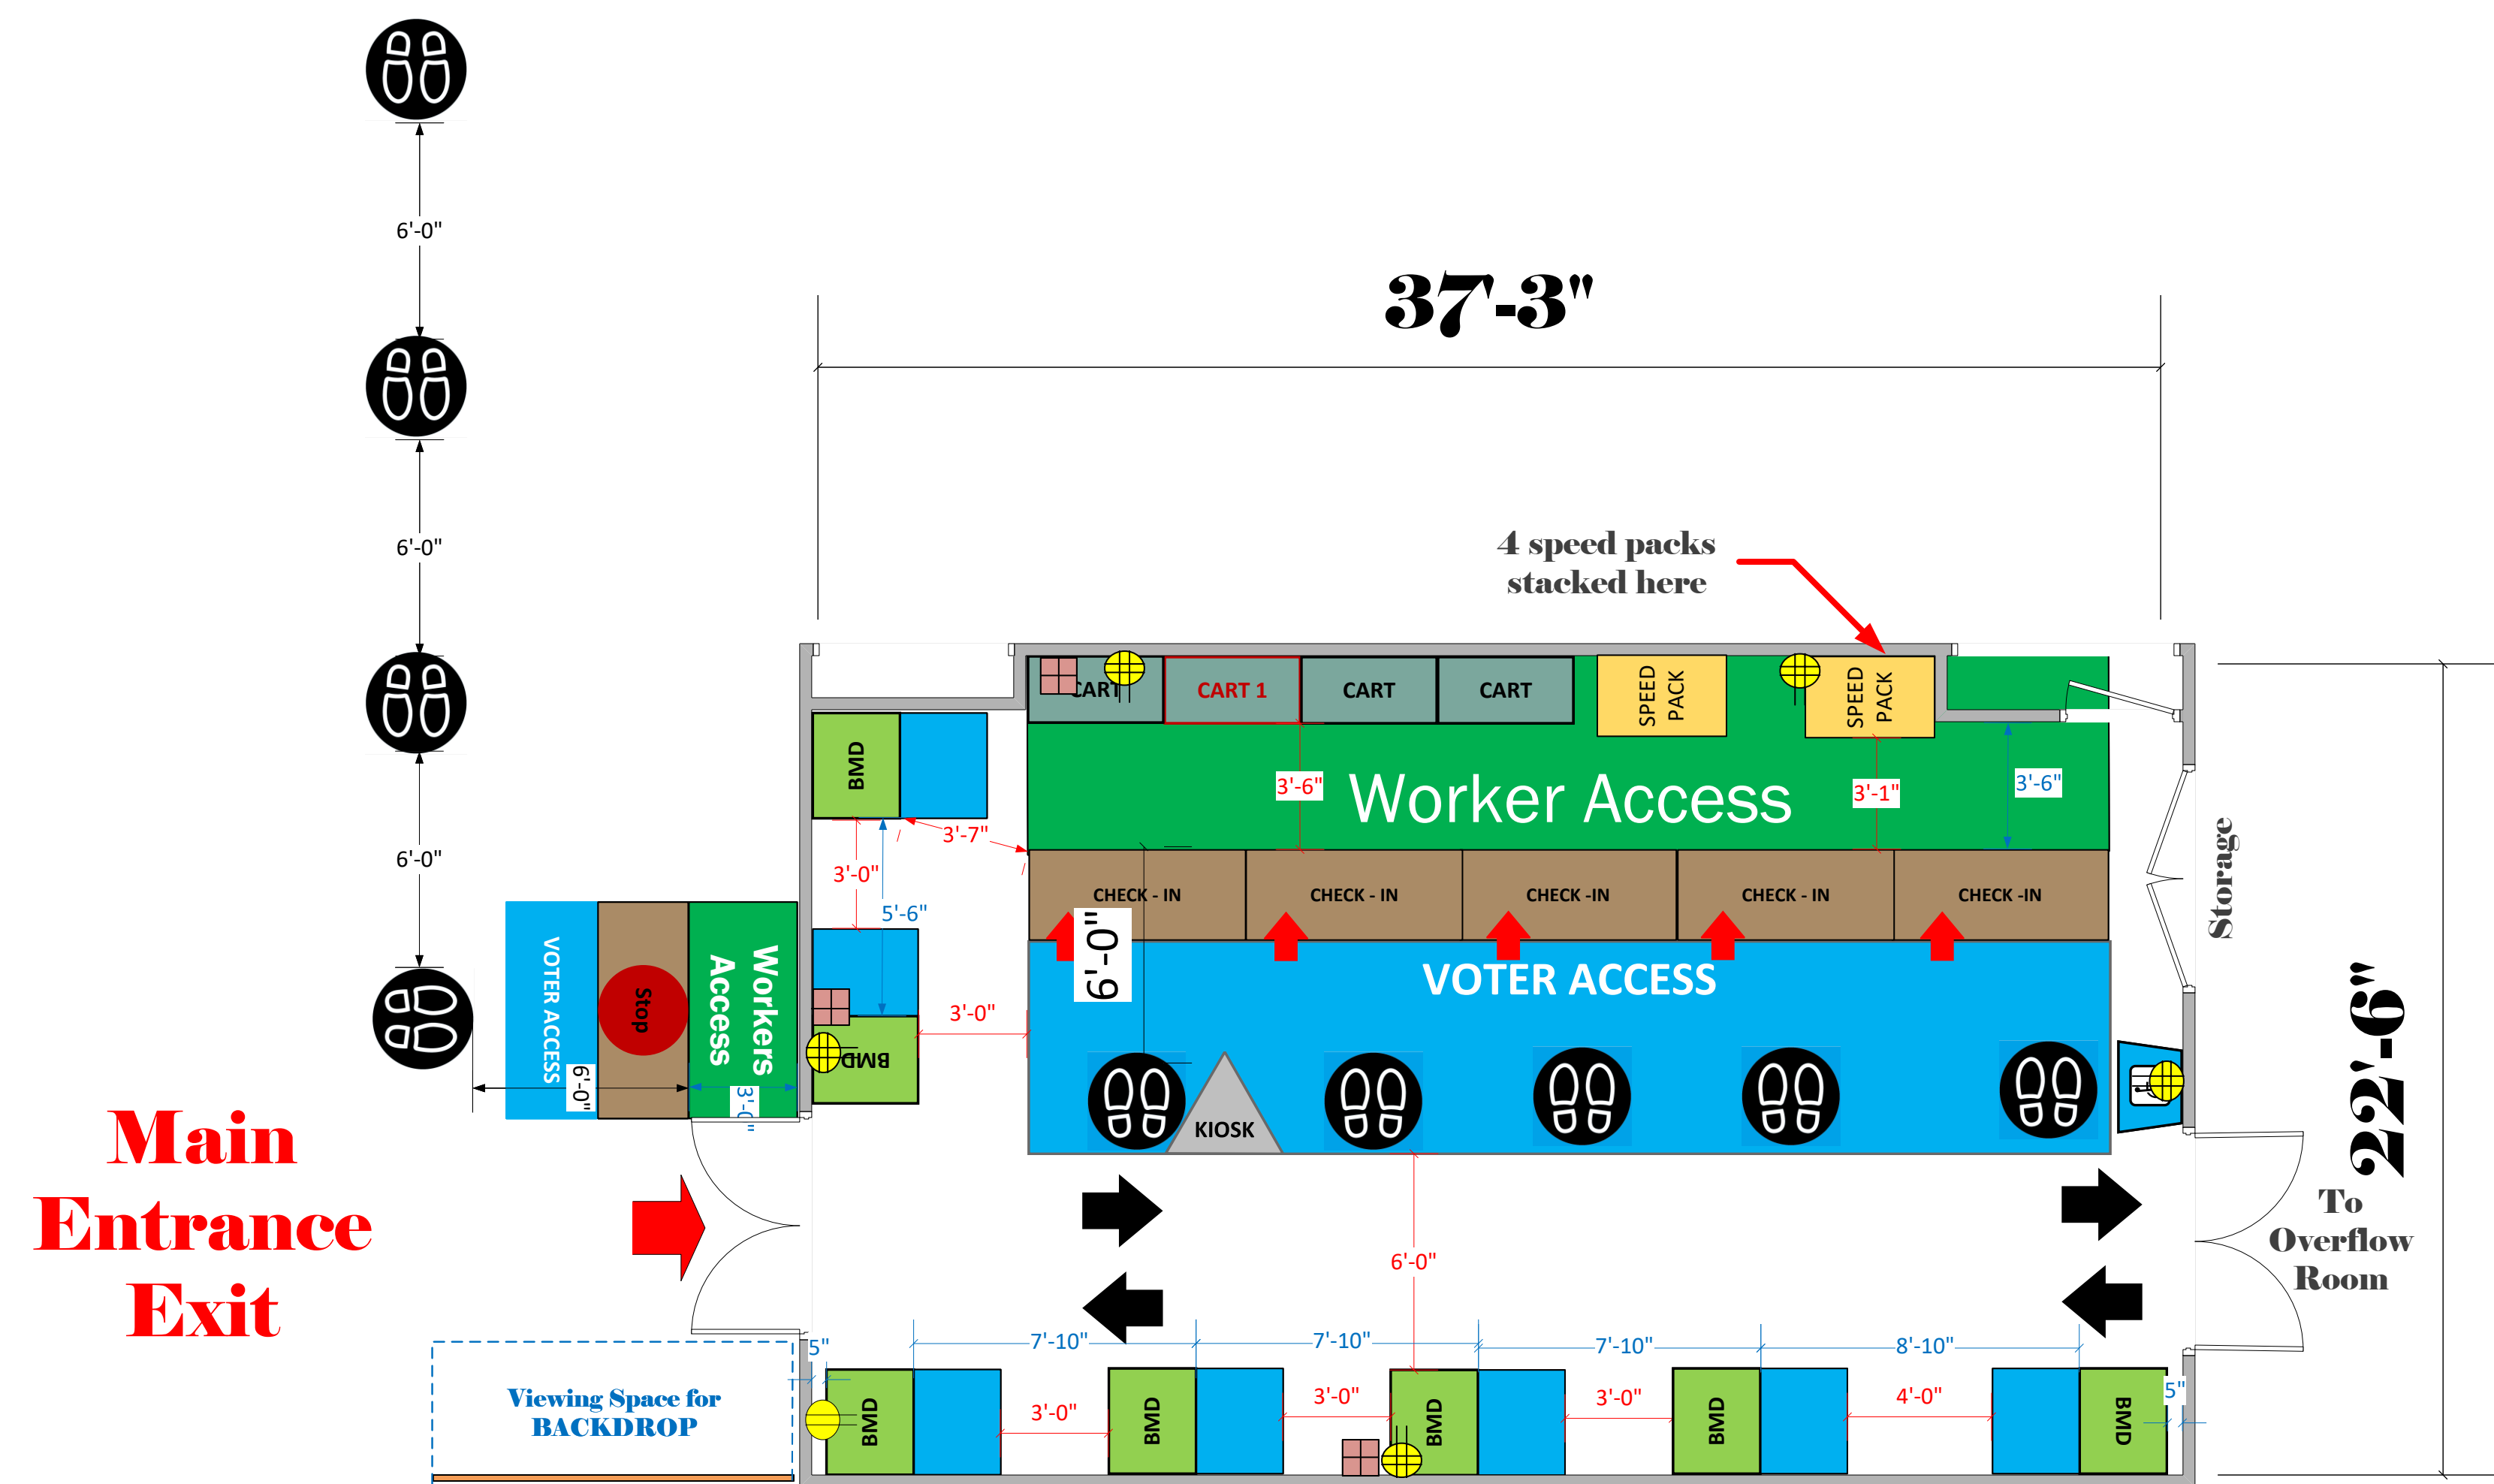 6'-0"
37'-3"
6'-0"
4 speed packs
stacked here
CART
CART 1
CART
CART
SPEED
PACK
SPEED
PACK
BMD
3'-6"
Worker Access
3'-1"
3'-6"
3'-7"
6'-0"
3'-0"
5'-6"
CHECK - IN
CHECK - IN
CHECK -IN
CHECK - IN
CHECK -IN
Storage
6'-0"
VOTER ACCESS
VOTER ACCESS
Stop
Workers
Access
3'-0"
BMD
6'-0"
3'-0"
KIOSK
22'-6"
Main
Entrance
Exit
To
Overflow
Room
6'-0"
5"
7'-10"
7'-10"
7'-10"
8'-10"
Viewing Space for
BACKDROP
BMD
3'-0"
BMD
3'-0"
BMD
3'-0"
BMD
4'-0"
BMD
5"